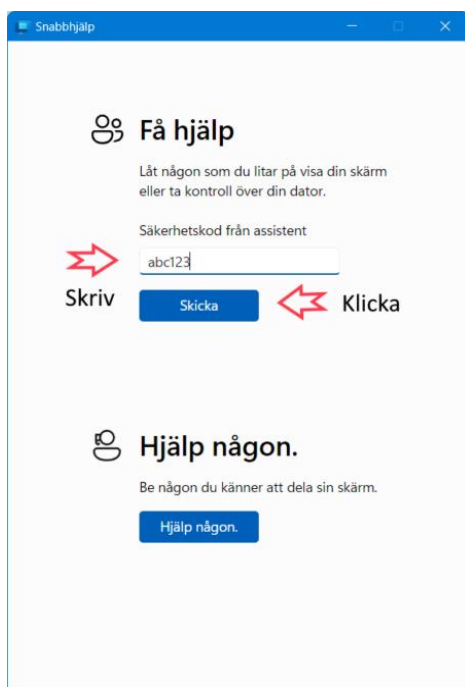 Snabbhjälp
Få hjälp
Låt någon som du litar på visa din skärm
eller ta kontroll över din dator.
Säkerhetskod från assistent
abc123
Skriv
Skicka
Klicka
Hjälp någon.
Be någon du känner att dela sin skärm.
Hjälp någon.